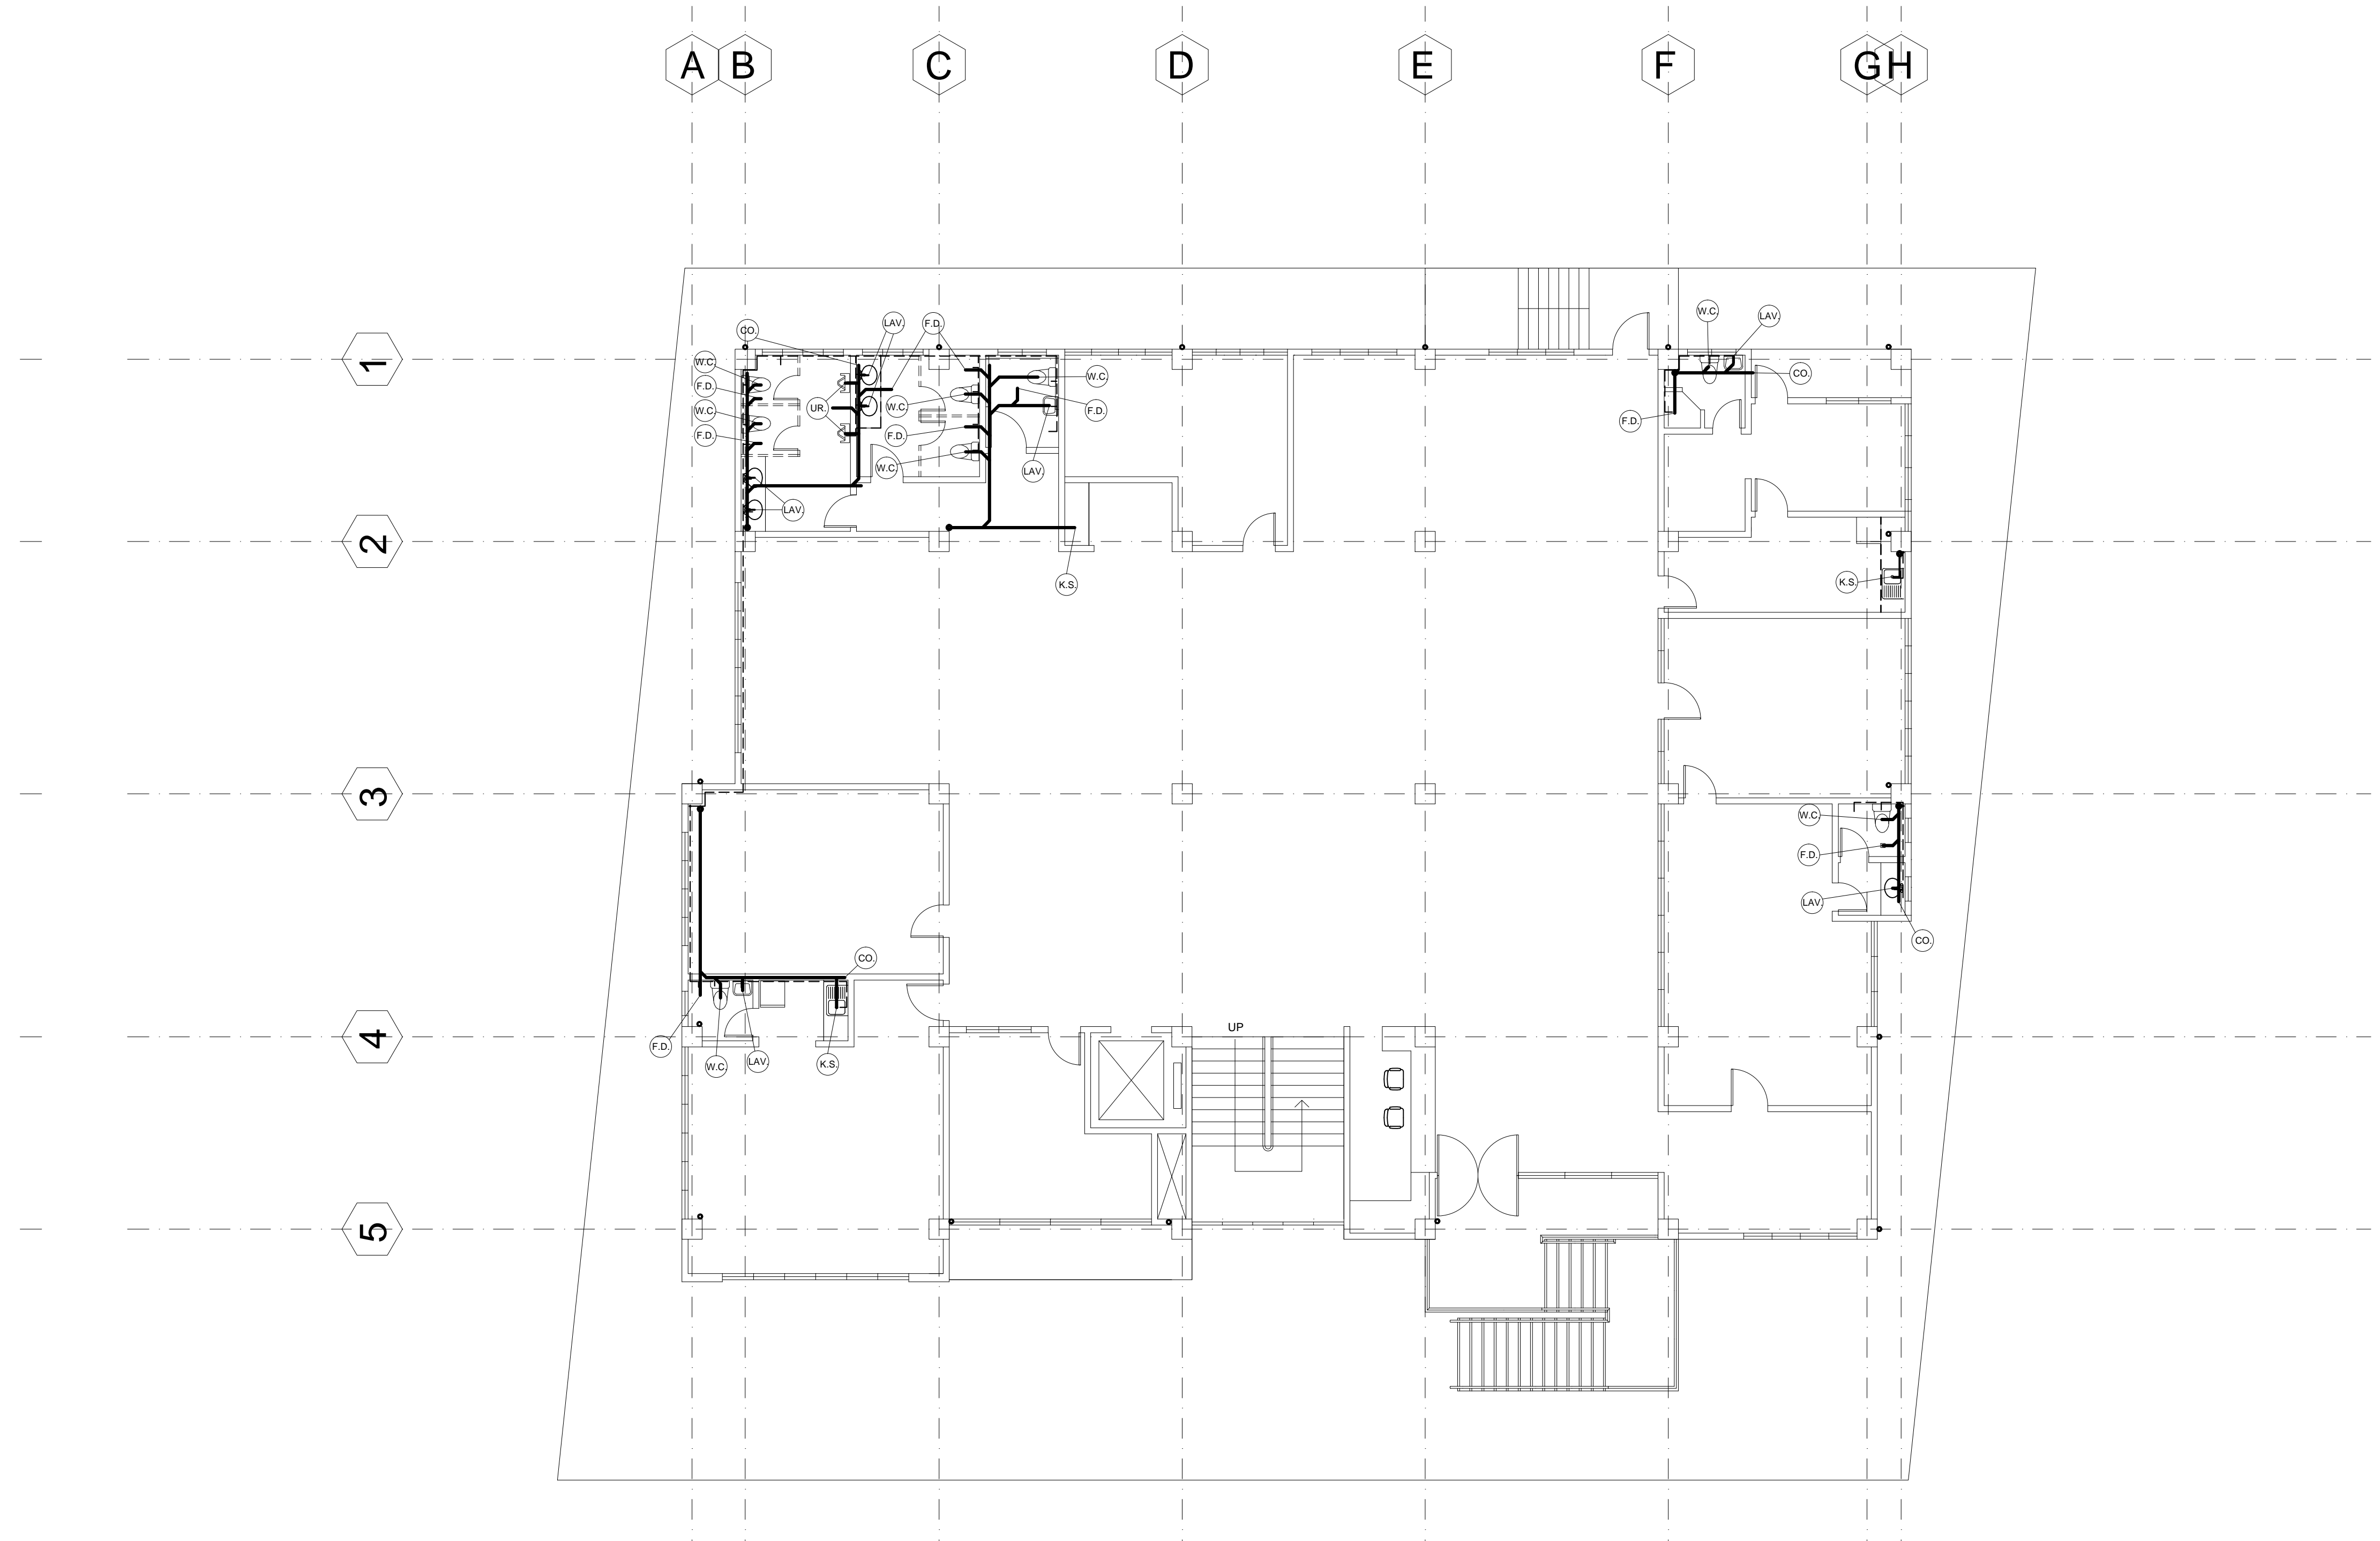 A B C D E F G H
W.C. LAV.
CO. LAV. F.D.
1
W.C. W.C. CO.
F.D.
W.C. UR. W.C. F.D.
F.D.
F.D. F.D.
W.C. LAV.
LAV.
2
K.S. K.S.
3
W.C.
F.D.
LAV.
CO.
CO.
UP
4
F.D.
W.C. LAV. K.S.
5